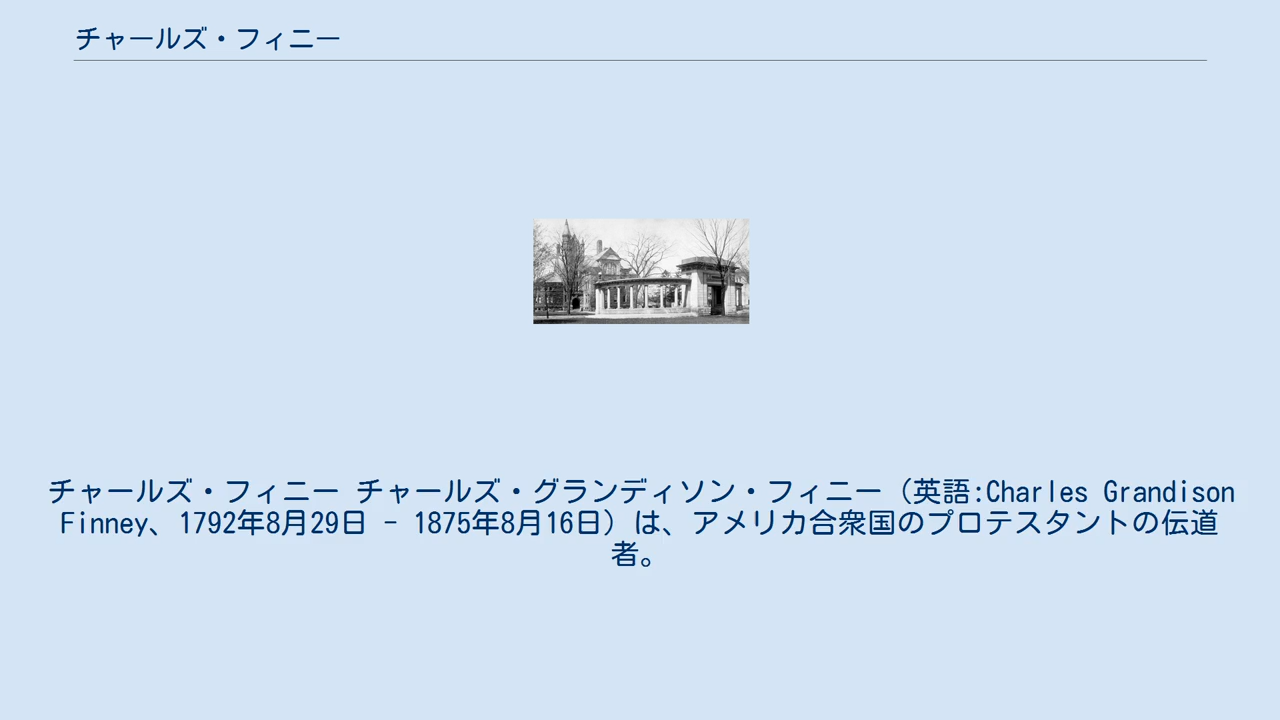 チャールズ・フィニー
チャールズ・フィニー チャールズ・グランディソン・フィニー（英語:Charles Grandison
Finney、1792年8月29日 - 1875年8月16日）は、アメリカ合衆国のプロテスタントの伝道
者。